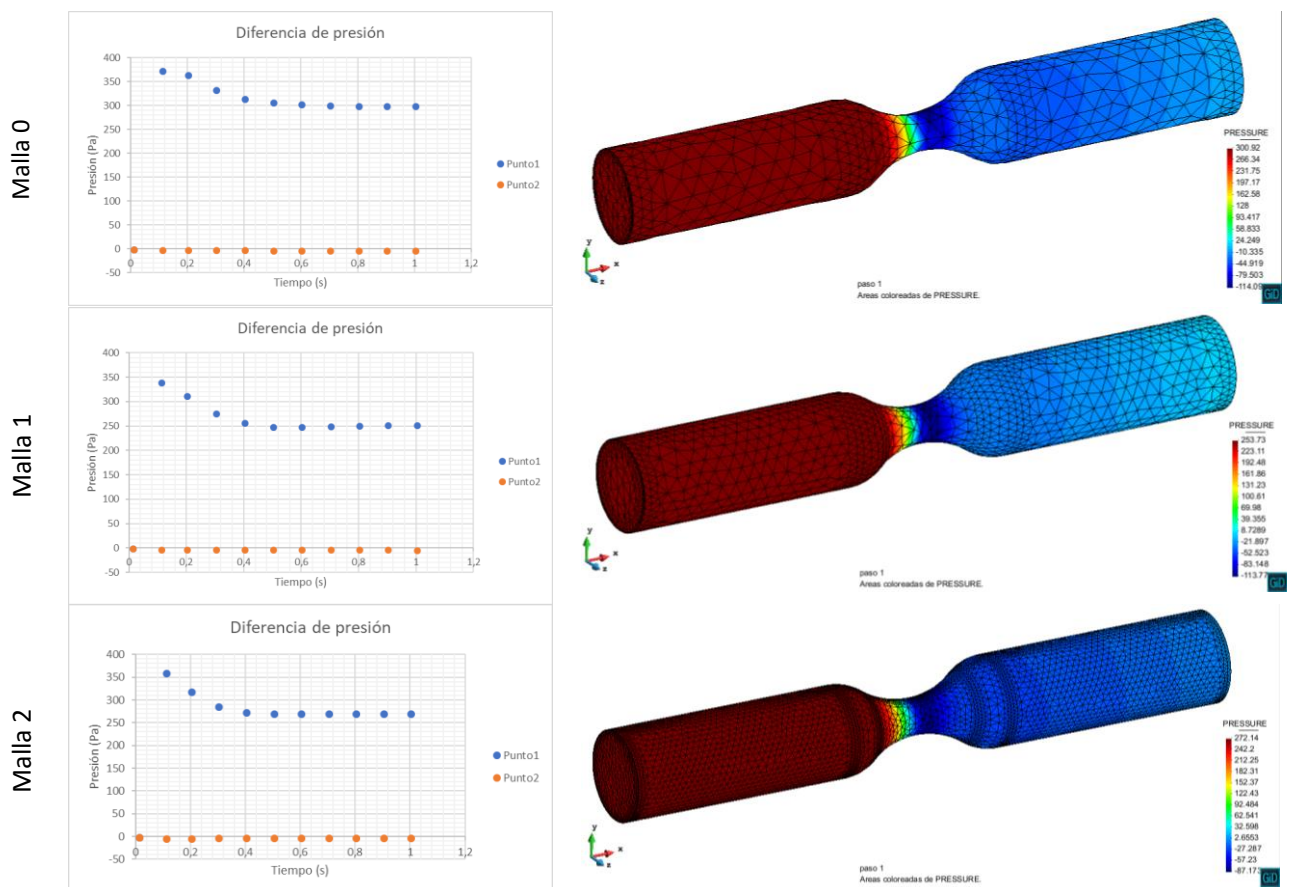 Malla 0
Diferencia de presión
400
350
300
250
200
150
100
50
0
-50
0 0,2 0,4 0,6 0,8 1 1,2
Presión (Pa)
Tiempo (s)
Punto1
Punto2
PRESSURE
300.92
266.34
231.75
197.17
162.58
128
93.417
58.833
24.249
-10.335
-44.919
-79.503
-114.09
y
x
z
paso 1
Areas coloreadas de PRESSURE.
GiD
Malla 1
Diferencia de presión
400
350
300
250
200
150
100
50
0
-50
0 0,2 0,4 0,6 0,8 1 1,2
Presión (Pa)
Tiempo (s)
Punto1
Punto2
PRESSURE
253.73
223.11
192.48
161.86
131.23
100.61
69.98
39.355
8.7289
-21.897
-52.523
-83.148
-113.77
y
x
z
paso 1
Areas coloreadas de PRESSURE.
GiD
Malla 2
Diferencia de presión
400
350
300
250
200
150
100
50
0
-50
0 0,2 0,4 0,6 0,8 1 1,2
Presión (Pa)
Tiempo (s)
Punto1
Punto2
PRESSURE
272.14
242.2
212.25
182.31
152.37
122.43
92.484
62.541
32.598
2.6553
-27.287
-57.23
y
x
z
paso 1
Areas coloreadas de PRESSURE.
GiD